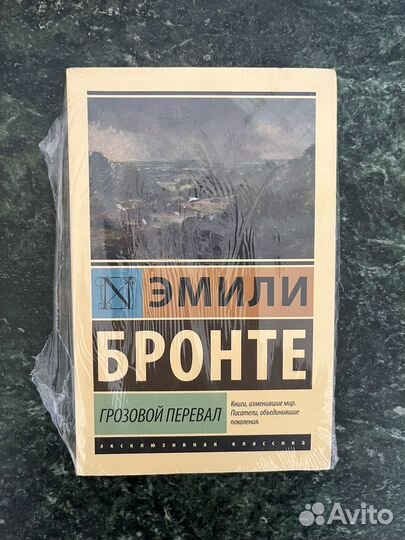 ЭМИЛИ
БРОНТЕ
ГРОЗОВОЙ ПЕРЕВАЛ
Книги, изменившие мир.
Писатели, объединившие
поколения.
эксклюзивная классика
Avito